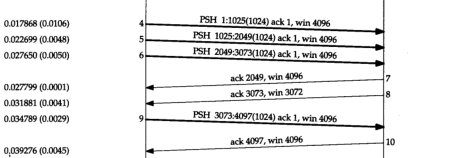 0.017868 (0.0106) 4 PSH 1:1025(1024) ack 1, win 4096
0.022699 (0.0048) 5 PSH 1025:2049(1024) ack 1, win 4096
0.027650 (0.0050) 6 PSH 2049:3073(1024) ack 1, win 4096
0.027799 (0.0001) ack 2049, win 4096 7
0.031881 (0.0041) ack 3073, win 3072 8
0.034789 (0.0029) 9 PSH 3073:4097(1024) ack 1, win 4096
0.039276 (0.0045) ack 4097, win 4096 10